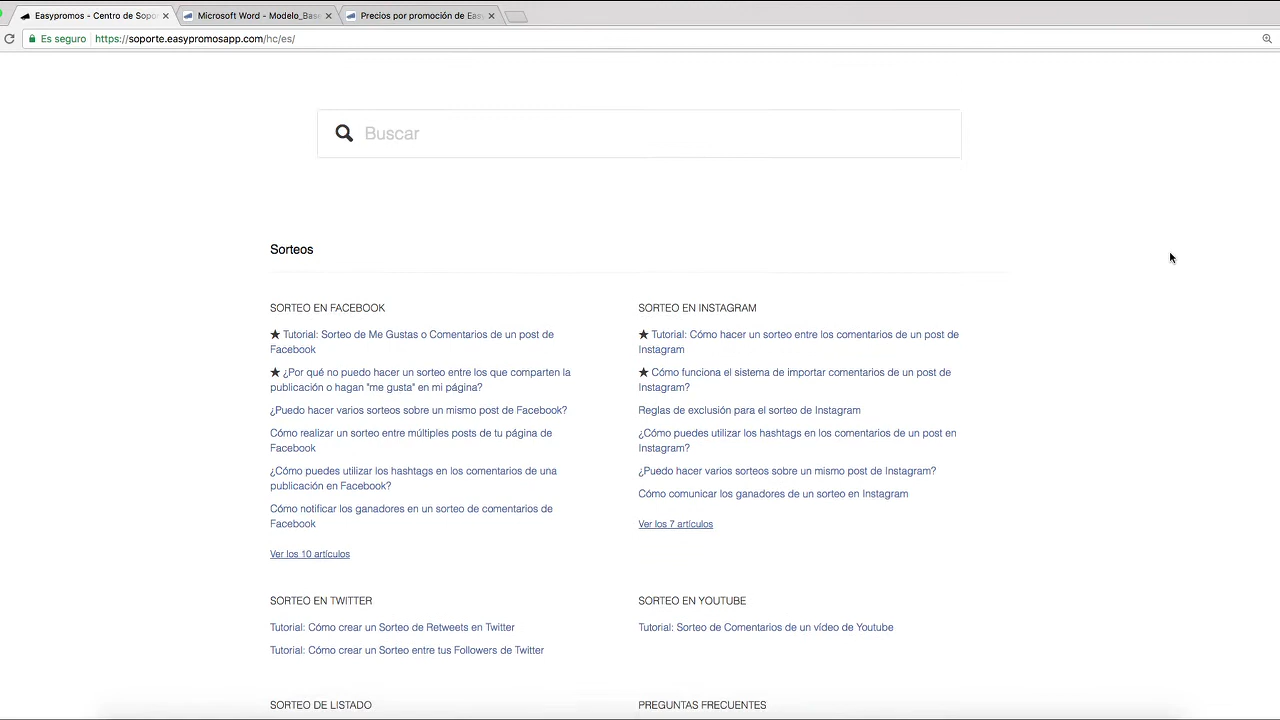 Easypromos - Centro de Sopor
Microsoft Word - Modelo_Base
Precios por promoción de Easy
Es seguro
https://soporte.easypromosapp.com/hc/es/
Buscar
Sorteos
SORTEO EN FACEBOOK
★ Tutorial: Sorteo de Me Gustas o Comentarios de un post de
Facebook
★ ¿Por qué no puedo hacer un sorteo entre los que comparten la
publicación o hagan "me gusta" en mi página?
¿Puedo hacer varios sorteos sobre un mismo post de Facebook?
Cómo realizar un sorteo entre múltiples posts de tu página de
Facebook
¿Cómo puedes utilizar los hashtags en los comentarios de una
publicación en Facebook?
Cómo notificar los ganadores en un sorteo de comentarios de
Facebook
Ver los 10 artículos
SORTEO EN INSTAGRAM
★ Tutorial: Cómo hacer un sorteo entre los comentarios de un post de
Instagram
★ Cómo funciona el sistema de importar comentarios de un post de
Instagram?
Reglas de exclusión para el sorteo de Instagram
¿Cómo puedes utilizar los hashtags en los comentarios de un post en
Instagram?
¿Puedo hacer varios sorteos sobre un mismo post de Instagram?
Cómo comunicar los ganadores de un sorteo en Instagram
Ver los 7 artículos
SORTEO EN TWITTER
Tutorial: Cómo crear un Sorteo de Retweets en Twitter
Tutorial: Cómo crear un Sorteo entre tus Followers de Twitter
SORTEO EN YOUTUBE
Tutorial: Sorteo de Comentarios de un vídeo de Youtube
SORTEO DE LISTADO
PREGUNTAS FRECUENTES